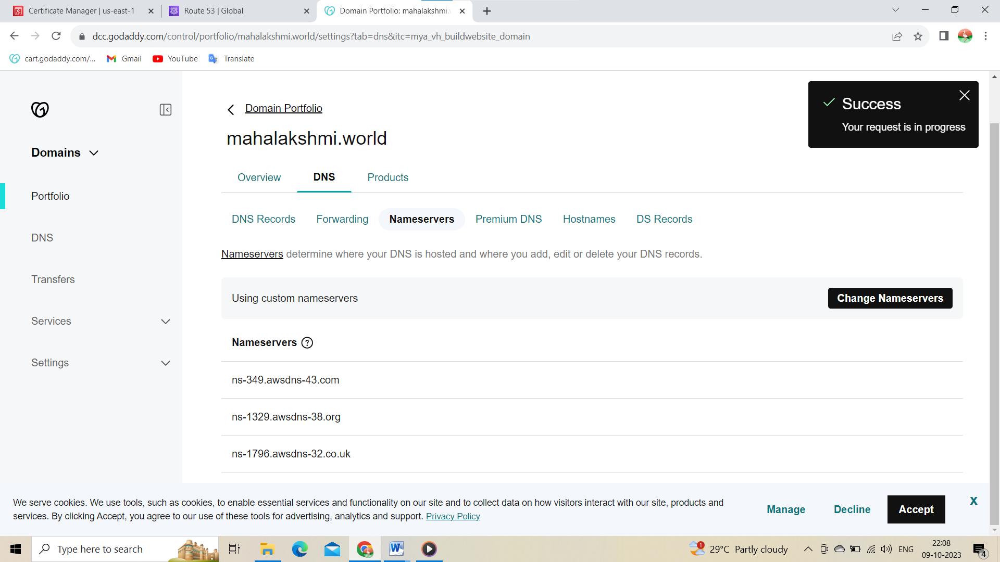 Certificate Manager | us-east-1
Route 53 | Global
Domain Portfolio: mahalakshmi.
dcc.godaddy.com/control/portfolio/mahalakshmi.world/settings?tab=dns&itc=mya_vh_buildwebsite_domain
cart.godaddy.com/...
Gmail
YouTube
Translate
Success
Your request is in progress
Domain Portfolio
mahalakshmi.world
Domains
Portfolio
DNS
Transfers
Services
Settings
Overview
DNS
Products
DNS Records
Forwarding
Nameservers
Premium DNS
Hostnames
DS Records
Nameservers determine where your DNS is hosted and where you add, edit or delete your DNS records.
Using custom nameservers
Change Nameservers
Nameservers ?
ns-349.awsdns-43.com
ns-1329.awsdns-38.org
ns-1796.awsdns-32.co.uk
We serve cookies. We use tools, such as cookies, to enable essential services and functionality on our site and to collect data on how visitors interact with our site, products and
services. By clicking Accept, you agree to our use of these tools for advertising, analytics and support. Privacy Policy
Manage
Decline
Accept
X
Type here to search
1
29°C Partly cloudy
ENG
22:08
09-10-2023
4